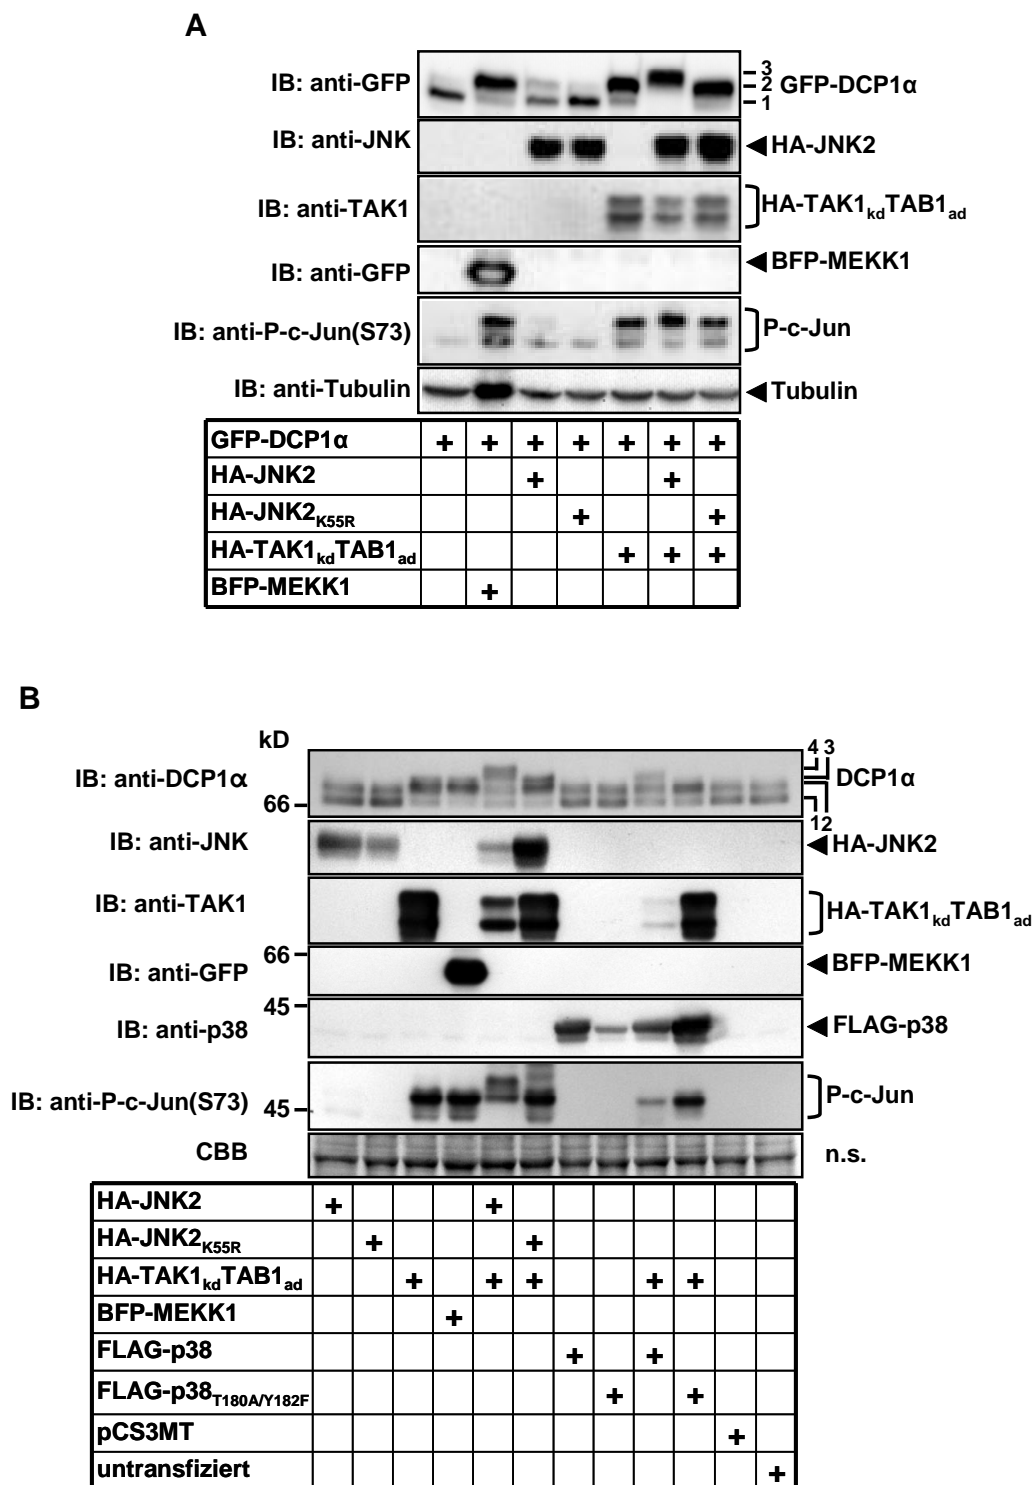 A
IB: anti-GFP
3
2
1
GFP-DCP1α
IB: anti-JNK
HA-JNK2
IB: anti-TAK1
HA-TAK1kdTAB1ad
IB: anti-GFP
BFP-MEKK1
IB: anti-P-c-Jun(S73)
P-c-Jun
IB: anti-Tubulin
Tubulin
GFP-DCP1α + + + + + + +
HA-JNK2 + +
HA-JNK2K55R + +
HA-TAK1kdTAB1ad + + +
BFP-MEKK1 +
B
kD
4 3
IB: anti-DCP1α
DCP1α
66
12
IB: anti-JNK
HA-JNK2
IB: anti-TAK1
HA-TAK1kdTAB1ad
66
IB: anti-GFP
BFP-MEKK1
45
IB: anti-p38
FLAG-p38
IB: anti-P-c-Jun(S73)
45
P-c-Jun
CBB
n.s.
HA-JNK2 + +
HA-JNK2K55R + +
HA-TAK1kdTAB1ad + + + + +
BFP-MEKK1 +
FLAG-p38 + +
FLAG-p38T180A/Y182F + +
pCS3MT +
untransfiziert +